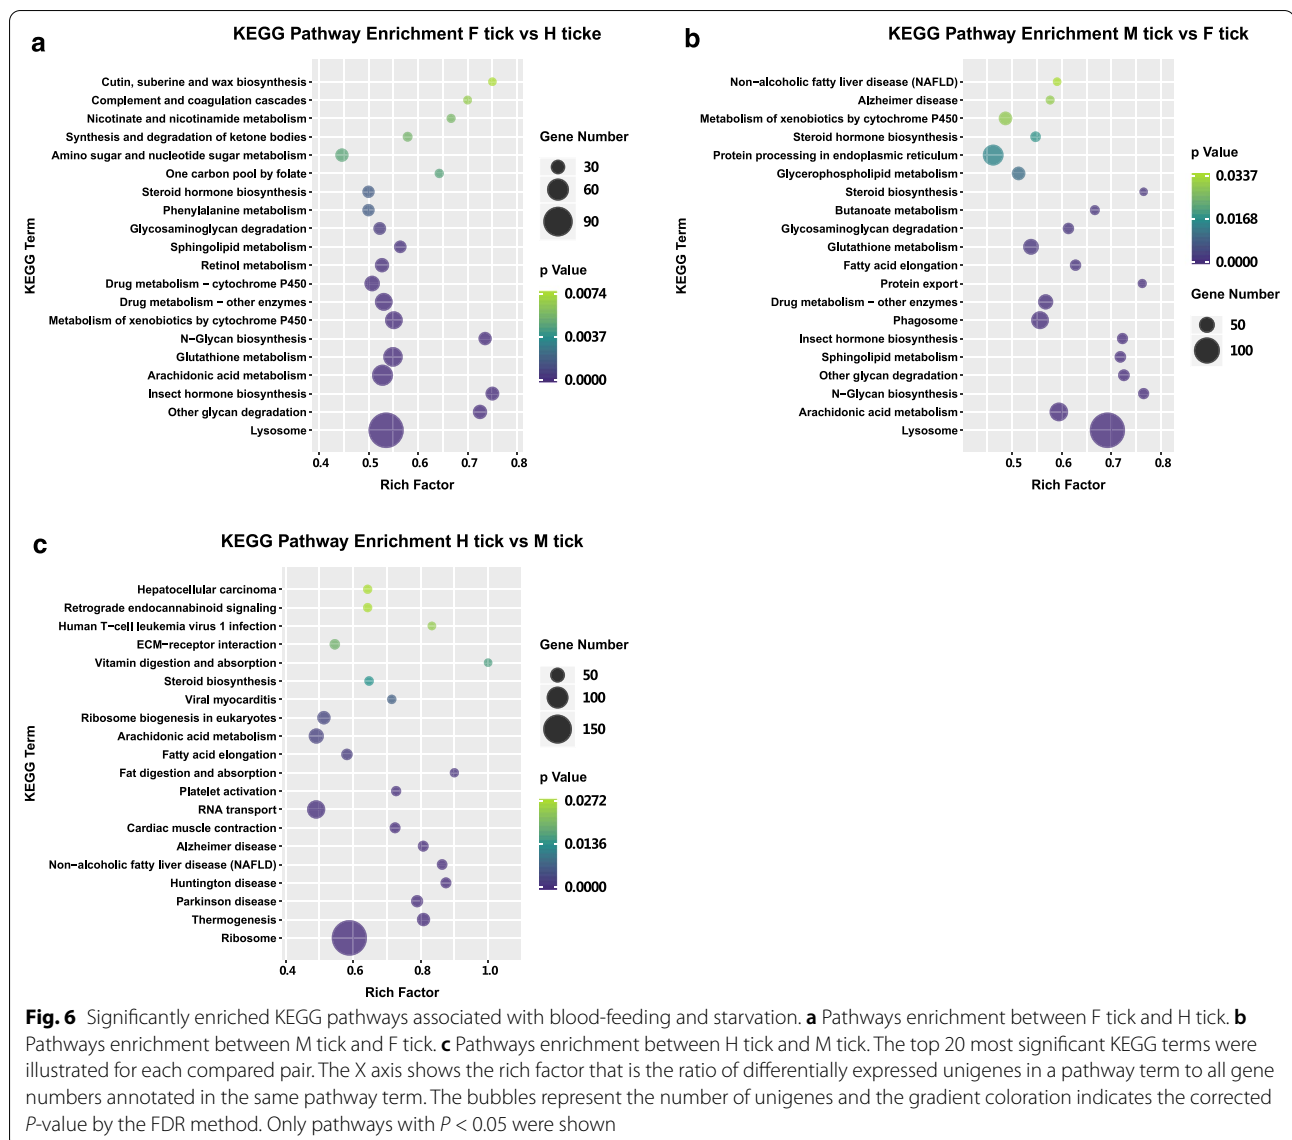 a
KEGG Pathway Enrichment F tick vs H ticke
KEGG Term
Cutin, suberine and wax biosynthesis
Complement and coagulation cascades
Nicotinate and nicotinamide metabolism
Synthesis and degradation of ketone bodies
Amino sugar and nucleotide sugar metabolism
One carbon pool by folate
Steroid hormone biosynthesis
Phenylalanine metabolism
Glycosaminoglycan degradation
Sphingolipid metabolism
Retinol metabolism
Drug metabolism − cytochrome P450
Drug metabolism − other enzymes
Metabolism of xenobiotics by cytochrome P450
N−Glycan biosynthesis
Glutathione metabolism
Arachidonic acid metabolism
Insect hormone biosynthesis
Other glycan degradation
Lysosome
0.4 0.5 0.6 0.7 0.8
Rich Factor
Gene Number
30
60
90
p Value
0.0074
0.0037
0.0000
b
KEGG Pathway Enrichment M tick vs F tick
KEGG Term
Non−alcoholic fatty liver disease (NAFLD)
Alzheimer disease
Metabolism of xenobiotics by cytochrome P450
Steroid hormone biosynthesis
Protein processing in endoplasmic reticulum
Glycerophospholipid metabolism
Steroid biosynthesis
Butanoate metabolism
Glycosaminoglycan degradation
Glutathione metabolism
Fatty acid elongation
Protein export
Drug metabolism − other enzymes
Phagosome
Insect hormone biosynthesis
Sphingolipid metabolism
Other glycan degradation
N−Glycan biosynthesis
Arachidonic acid metabolism
Lysosome
0.5 0.6 0.7 0.8
Rich Factor
p Value
0.0337
0.0168
0.0000
Gene Number
50
100
c
KEGG Pathway Enrichment H tick vs M tick
KEGG Term
Hepatocellular carcinoma
Retrograde endocannabinoid signaling
Human T−cell leukemia virus 1 infection
ECM−receptor interaction
Vitamin digestion and absorption
Steroid biosynthesis
Viral myocarditis
Ribosome biogenesis in eukaryotes
Arachidonic acid metabolism
Fatty acid elongation
Fat digestion and absorption
Platelet activation
RNA transport
Cardiac muscle contraction
Alzheimer disease
Non−alcoholic fatty liver disease (NAFLD)
Huntington disease
Parkinson disease
Thermogenesis
Ribosome
0.4 0.6 0.8 1.0
Rich Factor
Gene Number
50
100
150
p Value
0.0272
0.0136
0.0000
Fig. 6 Significantly enriched KEGG pathways associated with blood-feeding and starvation. a Pathways enrichment between F tick and H tick. b
Pathways enrichment between M tick and F tick. c Pathways enrichment between H tick and M tick. The top 20 most significant KEGG terms were
illustrated for each compared pair. The X axis shows the rich factor that is the ratio of differentially expressed unigenes in a pathway term to all gene
numbers annotated in the same pathway term. The bubbles represent the number of unigenes and the gradient coloration indicates the corrected
P-value by the FDR method. Only pathways with P < 0.05 were shown